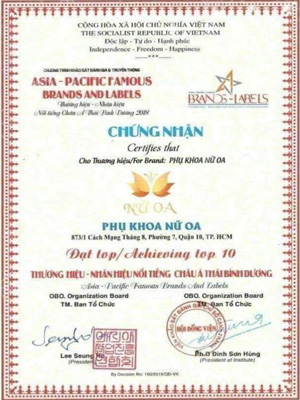 CỘNG HÒA XÃ HỘI CHỦ NGHĨA VIỆT NAM
THE SOCIALIST REPUBLIC OF VIETNAM
Độc lập - Tự do - Hạnh phúc
Independence - Freedom - Happiness
CHƯƠNG TRÌNH KHẢO SÁT ĐÁNH GIÁ & TRUYỀN THÔNG
ASIA - PACIFIC FAMOUS
BRANDS AND LABELS
Thương hiệu - Nhãn hiệu
Nổi tiếng Châu Á Thái Bình Dương 2019
BRANDS-LABELS
CHỨNG NHẬN
Certifies that
Cho Thương hiệu/For Brand: PHỤ KHOA NỮ OA
NỮ OA
PHỤ KHOA NỮ OA
873/1 Cách Mạng Tháng 8, Phường 7, Quận 10, TP. HCM
Đạt top/Achieving top 10
THƯƠNG HIỆU - NHÃN HIỆU NỔI TIẾNG CHÂU Á THÁI BÌNH DƯƠNG
Asia - Pacific Famous Brands And Labels
OBO. Organization Board
TM. Ban Tổ Chức
OBO. Organization Board
TM. Ban Tổ Chức
HỘI ĐỒNG VIỆN
Lee Seung
Ph.D Đinh Sơn Hùng
(President)
(President of Institute)
By Decision No: 160/2019/QĐ-VK